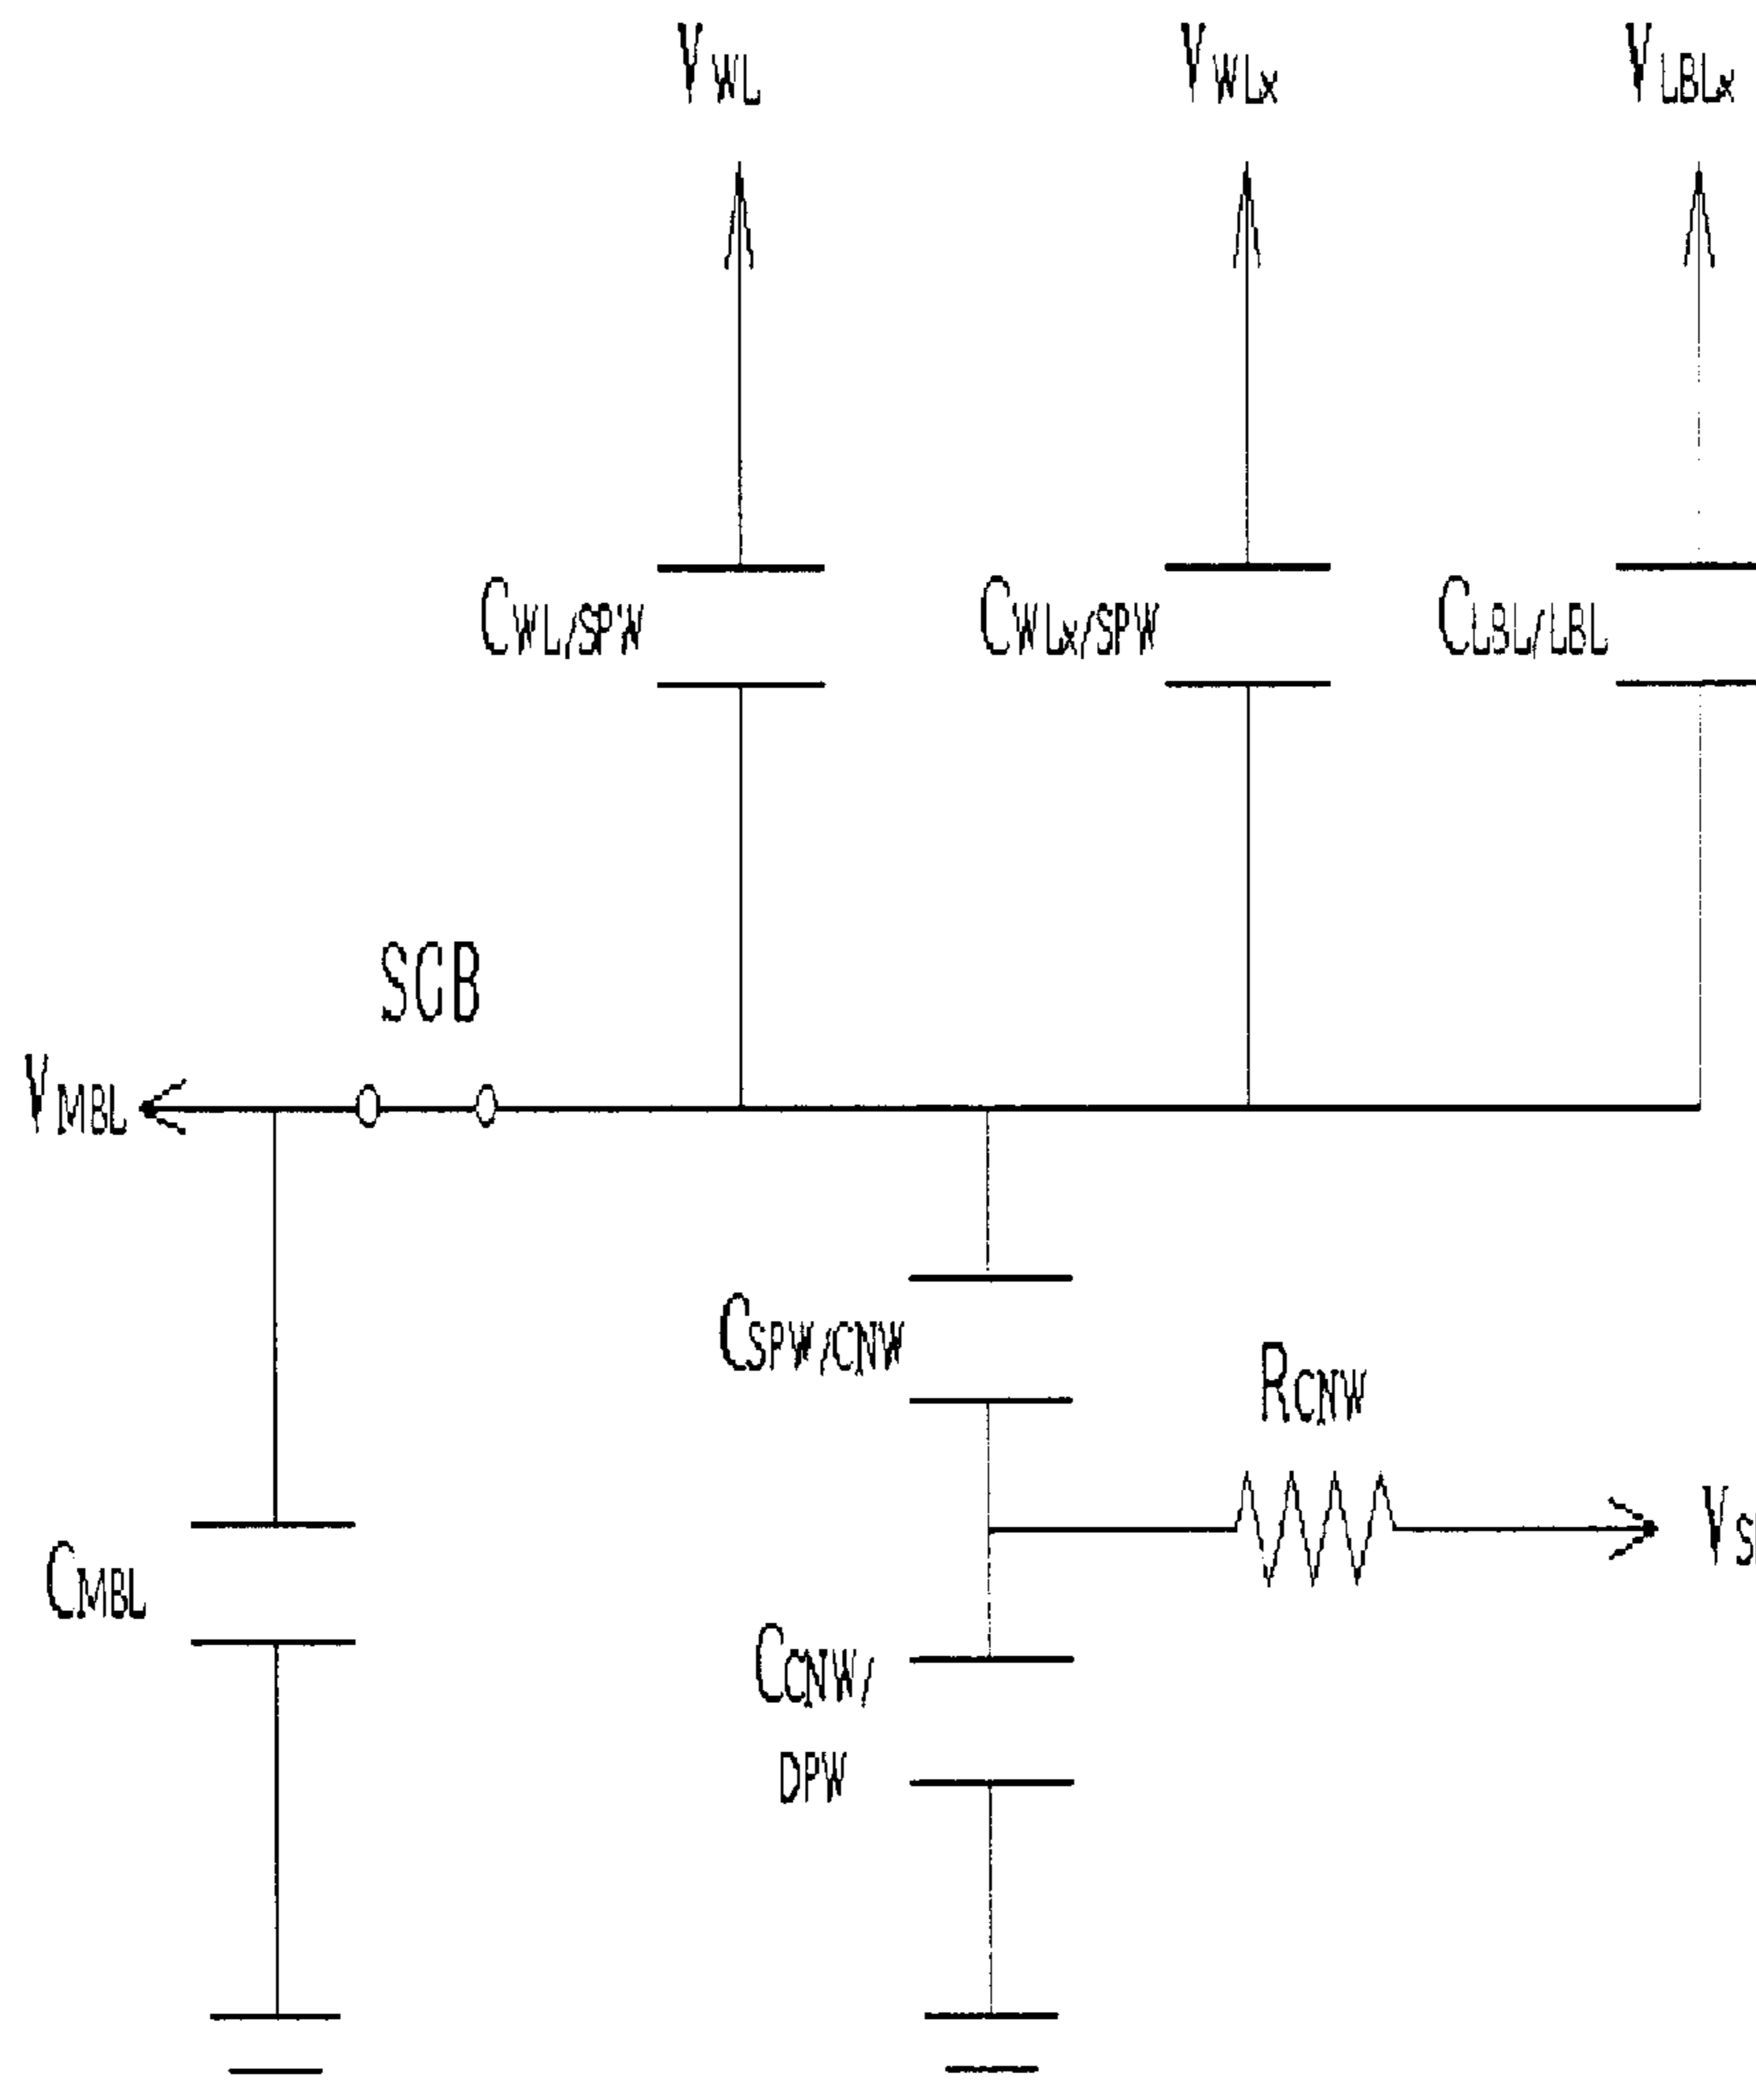 VWL
VWLx
VLBLx
CWL/SPW
CWLx/SPW
CLBL/LBL
SCB
VMBL
CSPW/CNW
RCNW
CMBL
CCNW/
DPW